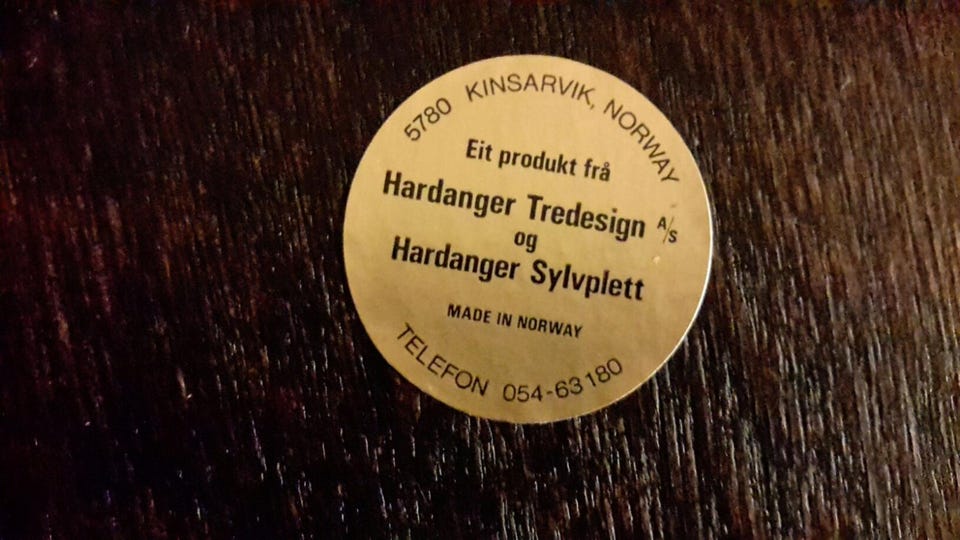 5780 KINSARVIK, NORWAY
Eit produkt frå
Hardanger Tredesign A/S
og
Hardanger Sylvplett
MADE IN NORWAY
TELEFON 054-63180